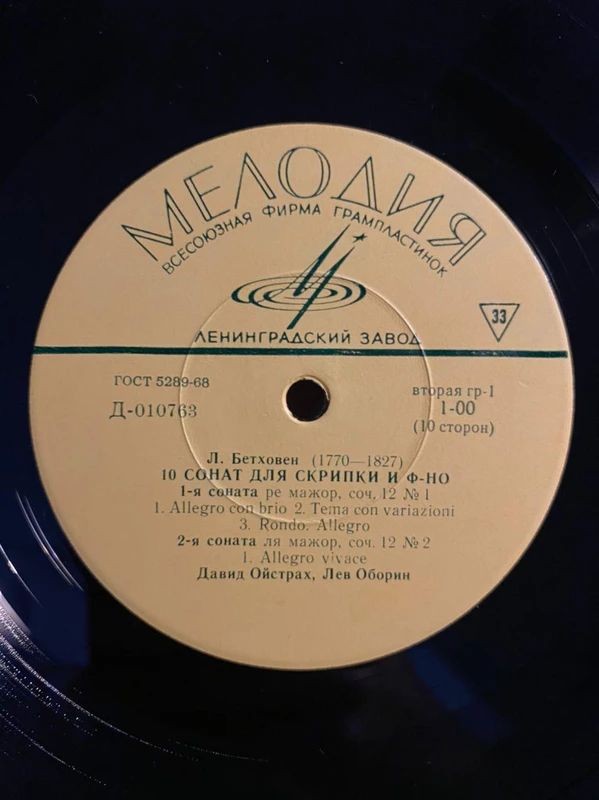 МЕЛОДИЯ
ВСЕСОЮЗНАЯ ФИРМА ГРАМПЛАСТИНОК
ЛЕНИНГРАДСКИЙ ЗАВОД
33
ГОСТ 5289-68
Д-010763
вторая гр-1
1-00
(10 сторон)
Л. Бетховен (1770—1827)
10 СОНАТ ДЛЯ СКРИПКИ И Ф-НО
1-я соната ре мажор, соч. 12 № 1
1. Allegro con brio 2. Tema con variazioni
3. Rondo. Allegro
2-я соната ля мажор, соч. 12 № 2
1. Allegro vivace
Давид Ойстрах, Лев Оборин